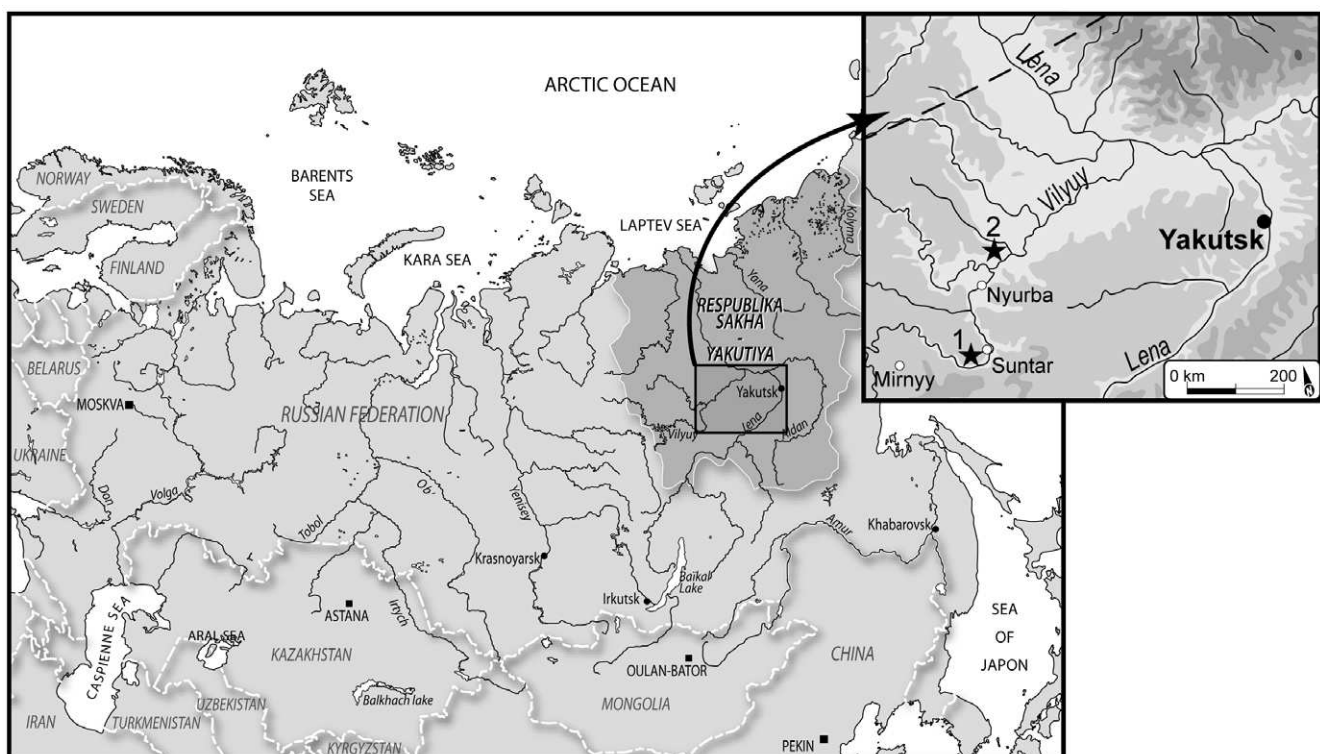 ARCTIC OCEAN
NORWAY
SWEDEN
FINLAND
BARENTS
SEA
KARA SEA
LAPTEV SEA
Kolyma
Yana
RESPUBLIKA
SAKHA
-
YAKUTIYA
Yakutsk
Lena
Vilyuy
Aldan
BELARUS
MOSKVA
RUSSIAN FEDERATION
UKRAINE
Don
Volga
Tobol
Ob'
Yenisey
Krasnoyarsk
Irkutsk
Baïkal
Lake
Amur
Khabarovsk
ASTANA
Irtych
CASPIENNE SEA
ARAL SEA
KAZAKHSTAN
Balkhach lake
OULAN-BATOR
MONGOLIA
CHINA
SEA
OF
JAPON
IRAN
TURKMENISTAN
UZBEKISTAN
KYRGYZSTAN
PEKIN
Lena
Vilyuy
2
Yakutsk
Nyurba
1
Suntar
Mirnyy
Lena
0 km 200
N